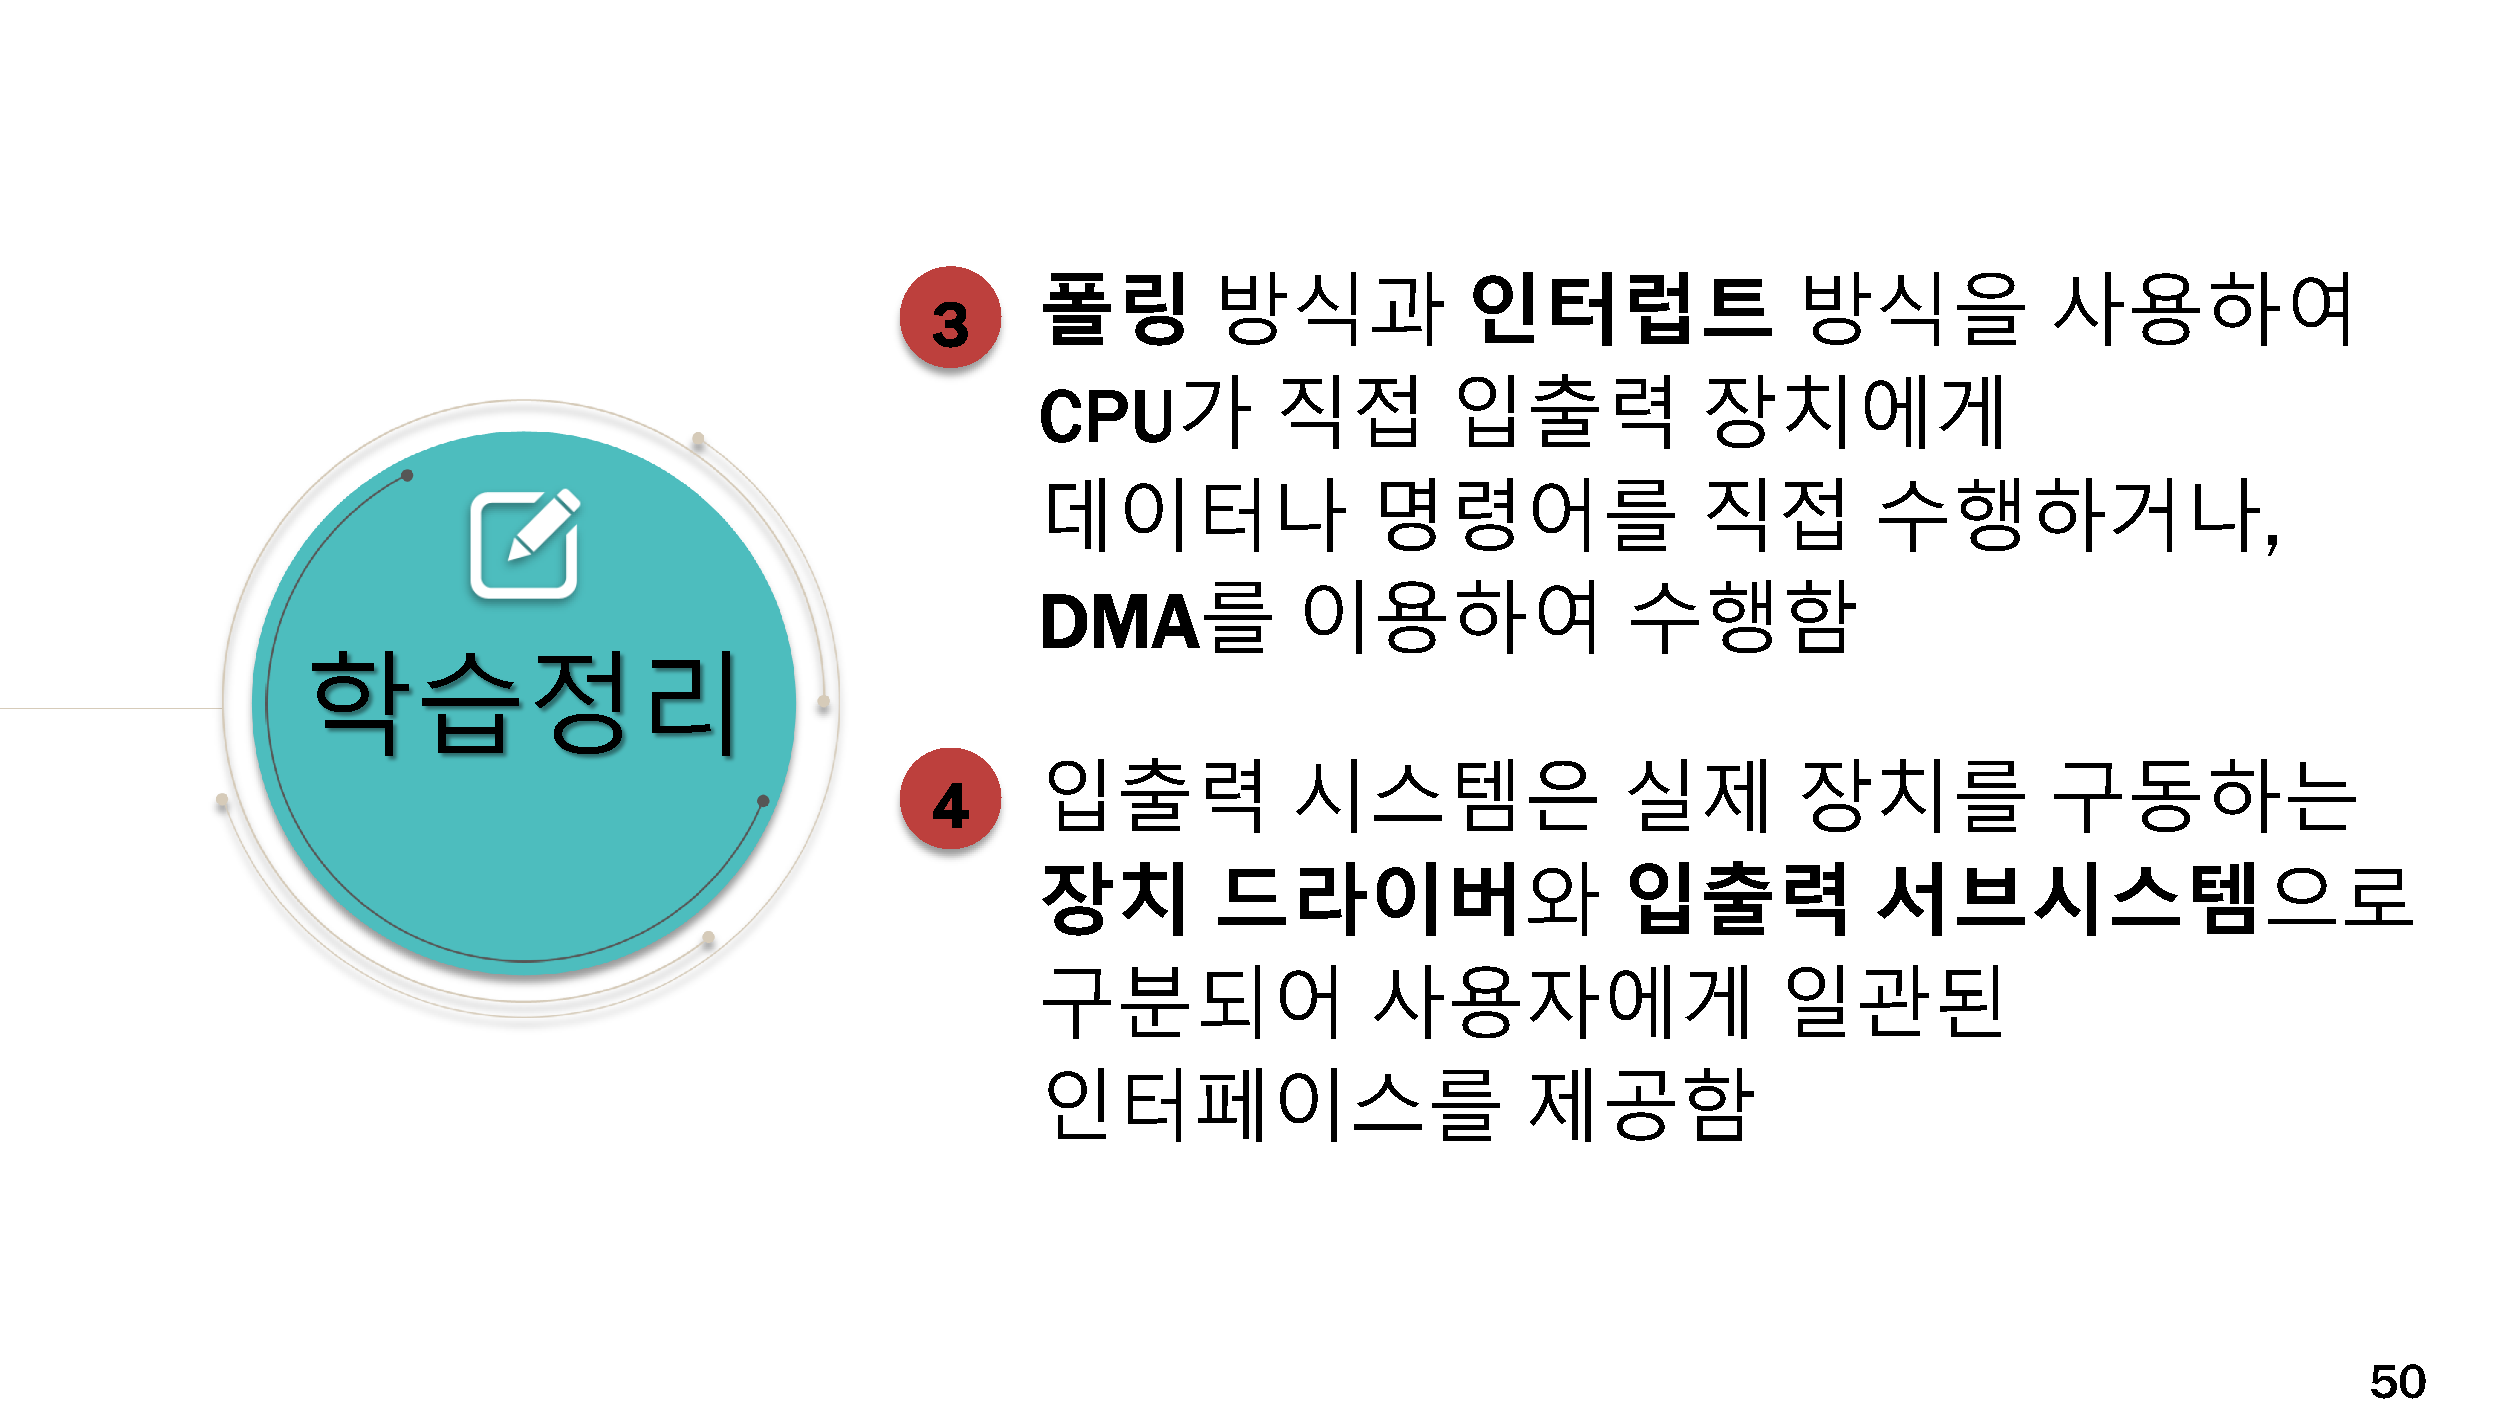 학습정리
3
폴링 방식과 인터럽트 방식을 사용하여
CPU가 직접 입출력 장치에게
데이터나 명령어를 직접 수행하거나,
DMA를 이용하여 수행함
4
입출력 시스템은 실제 장치를 구동하는
장치 드라이버와 입출력 서브시스템으로
구분되어 사용자에게 일관된
인터페이스를 제공함
50